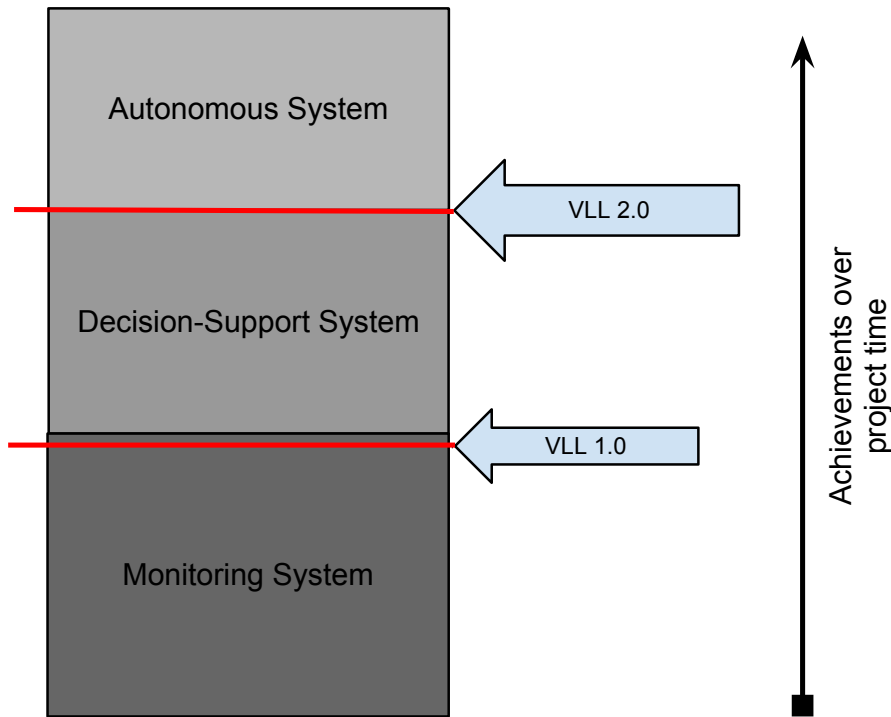 Autonomous System
VLL 2.0
Decision-Support System
VLL 1.0
Monitoring System
Achievements over
project time